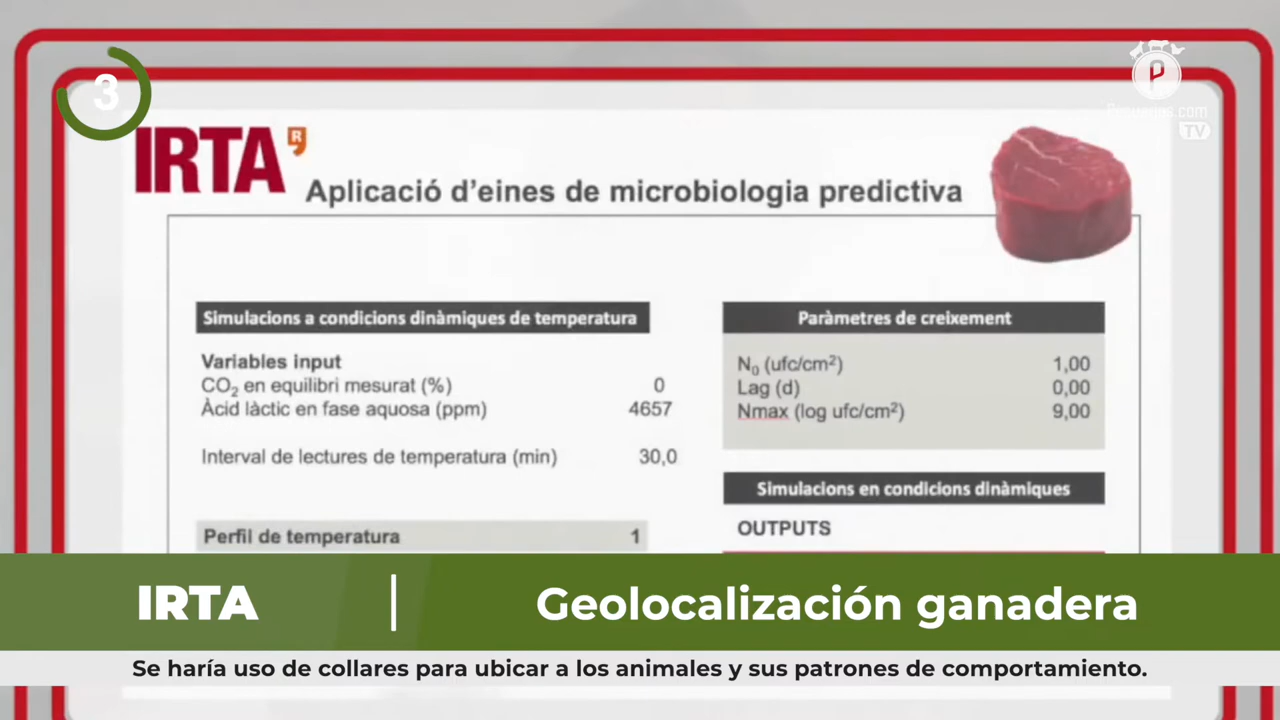 3
P
Pecuarias.com
TV
IRTA
R
Aplicació d'eines de microbiologia predictiva
Simulacions a condicions dinàmiques de temperatura
Variables input
CO₂ en equilibri mesurat (%) 0
Àcid làctic en fase aquosa (ppm) 4657
Interval de lectures de temperatura (min) 30,0
Perfil de temperatura 1
Paràmetres de creixement
N₀ (ufc/cm²) 1,00
Lag (d) 0,00
Nmax (log ufc/cm²) 9,00
Simulacions en condicions dinàmiques
OUTPUTS
IRTA | Geolocalización ganadera
Se haría uso de collares para ubicar a los animales y sus patrones de comportamiento.